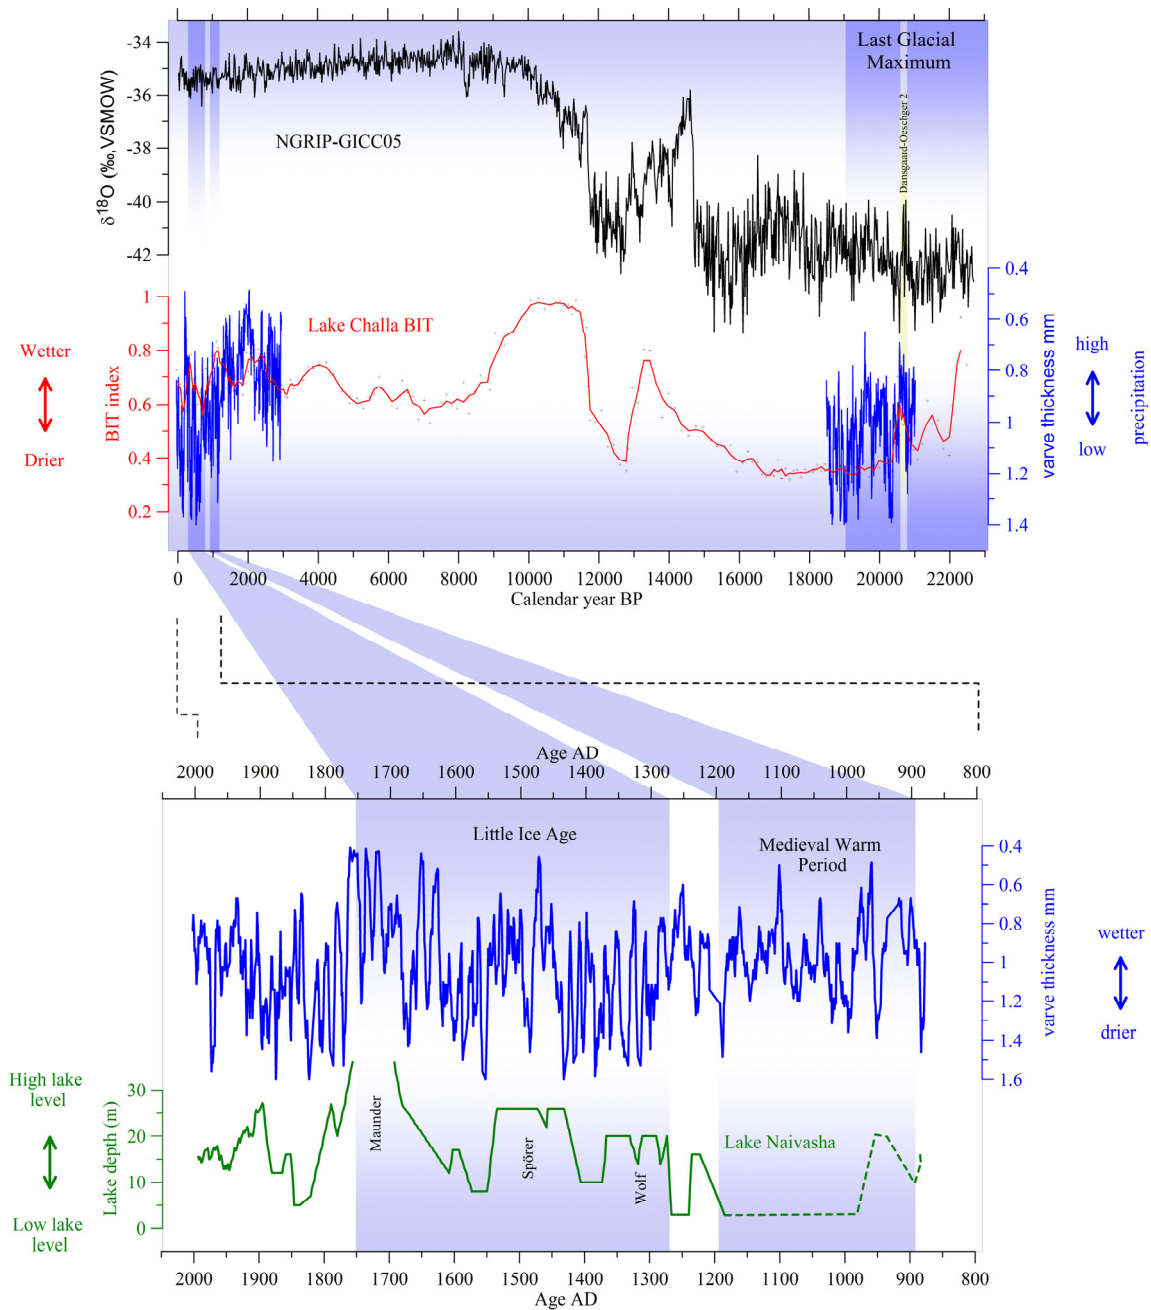 Last Glacial
Maximum
Dansgaard-Oeschger 2
-34
-36
-38
-40
-42
δ18O (‰,VSMOW)
NGRIP-GICC05
0.4
0.6
0.8
1
1.2
1.4
varve thickness mm
high
low
precipitation
Wetter
Drier
1
0.8
0.6
0.4
0.2
BIT index
Lake Challa BIT
0 2000 4000 6000 8000 10000 12000 14000 16000 18000 20000 22000
Calendar year BP
Age AD
2000 1900 1800 1700 1600 1500 1400 1300 1200 1100 1000 900 800
Little Ice Age
Medieval Warm
Period
0.4
0.6
0.8
1
1.2
1.4
1.6
varve thickness mm
wetter
drier
High lake
level
Low lake
level
30
20
10
0
Lake depth (m)
Maunder
Spörer
Wolf
Lake Naivasha
2000 1900 1800 1700 1600 1500 1400 1300 1200 1100 1000 900 800
Age AD